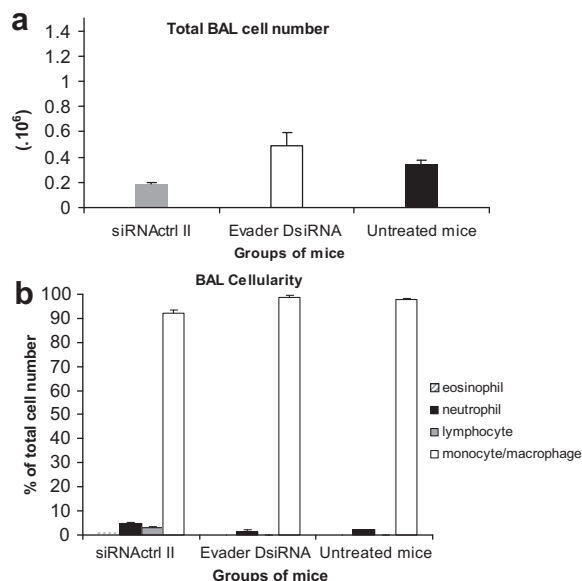 a
Total BAL cell number
1.4
1.2
1
0.8
0.6
0.4
0.2
0
(.10⁶)
siRNActrl II Evader DsiRNA Untreated mice
Groups of mice
b
BAL Cellularity
100
90
80
70
60
50
40
30
20
10
0
% of total cell number
eosinophil
neutrophil
lymphocyte
monocyte/macrophage
siRNActrl II Evader DsiRNA Untreated mice
Groups of mice